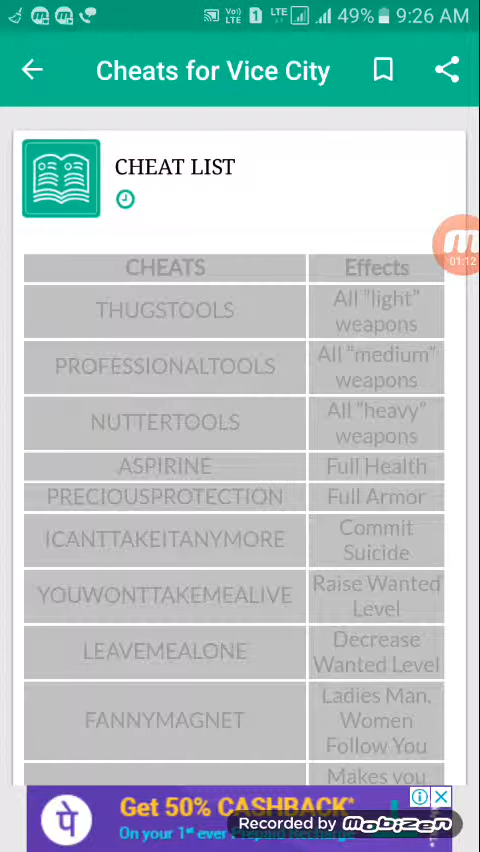 Vo) LTE 1 LTE 49% 9:26 AM
Cheats for Vice City
CHEAT LIST
01:12
CHEATS Effects
THUGSTOOLS All "light"
weapons
PROFESSIONALTOOLS All "medium"
weapons
NUTTERTOOLS All "heavy"
weapons
ASPIRINE Full Health
PRECIOUSPROTECTION Full Armor
ICANTTAKEITANYMORE Commit
Suicide
YOUWONTTAKEMEALIVE Raise Wanted
Level
LEAVEMEALONE Decrease
Wanted Level
FANNYMAGNET Ladies Man,
Women
Follow You
Makes you
पे Get 50% CASHBACK*
On your 1st ever Prepaid Recharge
Recorded by mobizen